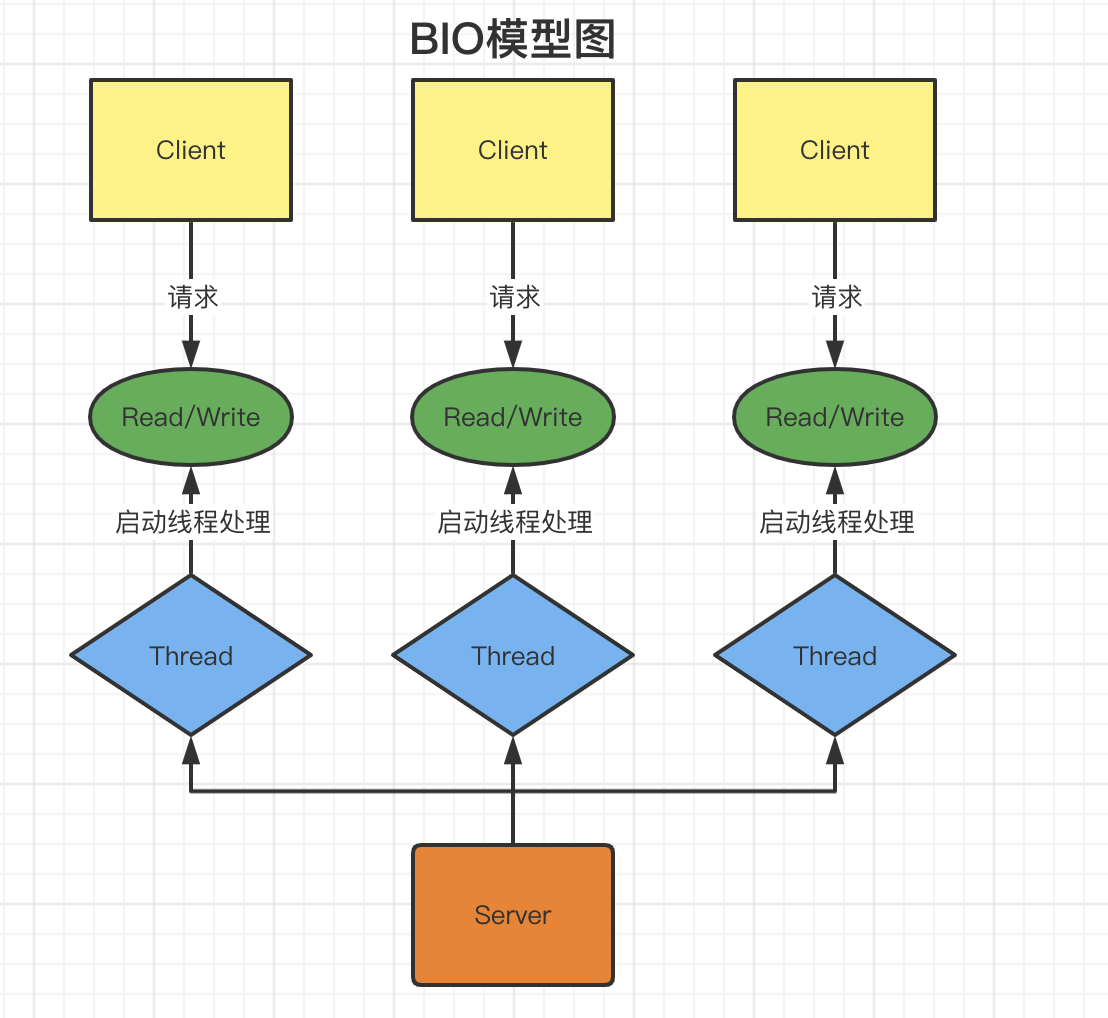 BIO模型图
Client
Client
Client
请求
请求
请求
Read/Write
Read/Write
Read/Write
启动线程处理
启动线程处理
启动线程处理
Thread
Thread
Thread
Server